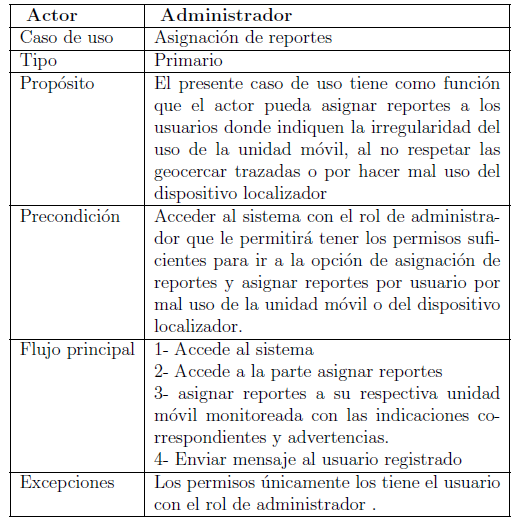 Actor Administrador
Caso de uso Asignación de reportes
Tipo Primario
Propósito El presente caso de uso tiene como función
que el actor pueda asignar reportes a los
usuarios donde indiquen la irregularidad del
uso de la unidad móvil, al no respetar las
geocercar trazadas o por hacer mal uso del
dispositivo localizador
Precondición Acceder al sistema con el rol de administra-
dor que le permitirá tener los permisos sufi-
cientes para ir a la opción de asignación de
reportes y asignar reportes por usuario por
mal uso de la unidad móvil o del dispositivo
localizador.
Flujo principal 1- Accede al sistema
2- Accede a la parte asignar reportes
3- asignar reportes a su respectiva unidad
móvil monitoreada con las indicaciones co-
rrespondientes y advertencias.
4- Enviar mensaje al usuario registrado
Excepciones Los permisos únicamente los tiene el usuario
con el rol de administrador .